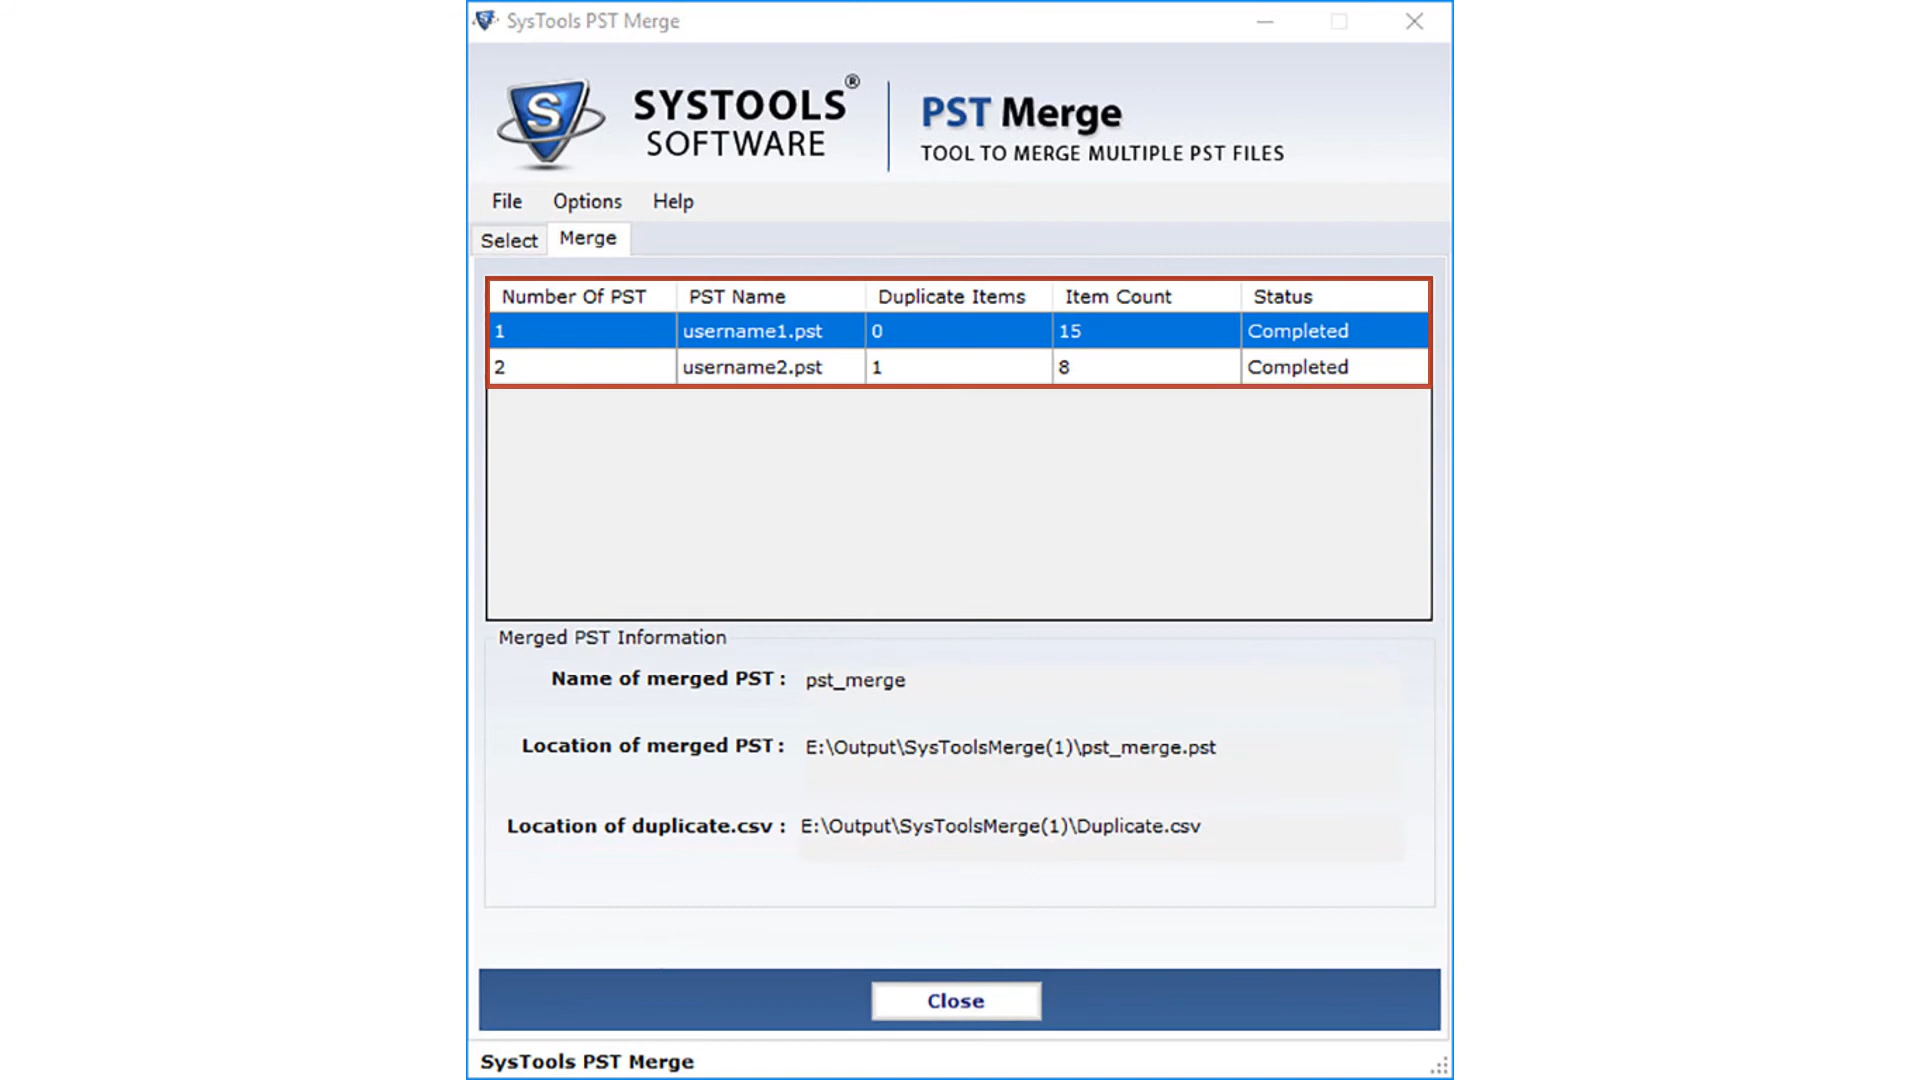 SysTools PST Merge
S
SYSTOOLS®
SOFTWARE
PST Merge
TOOL TO MERGE MULTIPLE PST FILES
File Options Help
Select Merge
Number Of PST PST Name Duplicate Items Item Count Status
1 username1.pst 0 15 Completed
2 username2.pst 1 8 Completed
Merged PST Information
Name of merged PST : pst_merge
Location of merged PST : E:\Output\SysToolsMerge(1)\pst_merge.pst
Location of duplicate.csv : E:\Output\SysToolsMerge(1)\Duplicate.csv
Close
SysTools PST Merge